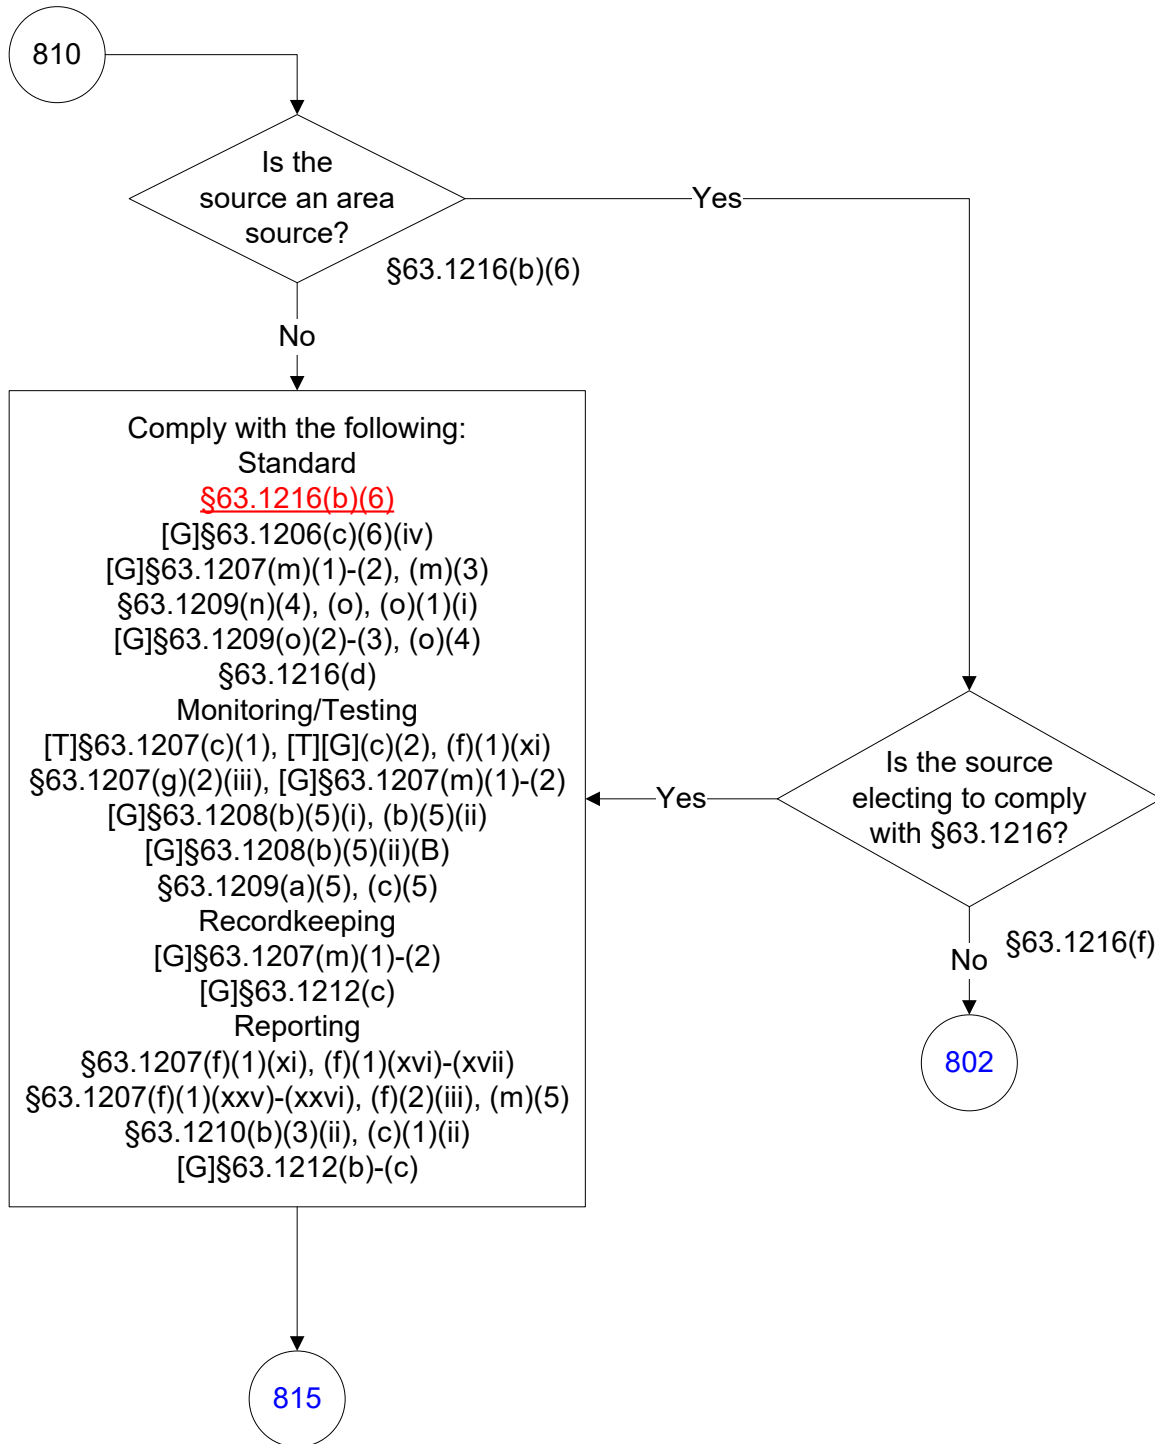 810
Is the
source an area
source?
Yes
§63.1216(b)(6)
No
Comply with the following:
Standard
§63.1216(b)(6)
[G]§63.1206(c)(6)(iv)
[G]§63.1207(m)(1)-(2), (m)(3)
§63.1209(n)(4), (o), (o)(1)(i)
[G]§63.1209(o)(2)-(3), (o)(4)
§63.1216(d)
Monitoring/Testing
[T]§63.1207(c)(1), [T][G](c)(2), (f)(1)(xi)
§63.1207(g)(2)(iii), [G]§63.1207(m)(1)-(2)
[G]§63.1208(b)(5)(i), (b)(5)(ii)
[G]§63.1208(b)(5)(ii)(B)
§63.1209(a)(5), (c)(5)
Recordkeeping
[G]§63.1207(m)(1)-(2)
[G]§63.1212(c)
Reporting
§63.1207(f)(1)(xi), (f)(1)(xvi)-(xvii)
§63.1207(f)(1)(xxv)-(xxvi), (f)(2)(iii), (m)(5)
§63.1210(b)(3)(ii), (c)(1)(ii)
[G]§63.1212(b)-(c)
Yes
Is the source
electing to comply
with §63.1216?
§63.1216(f)
No
802
815